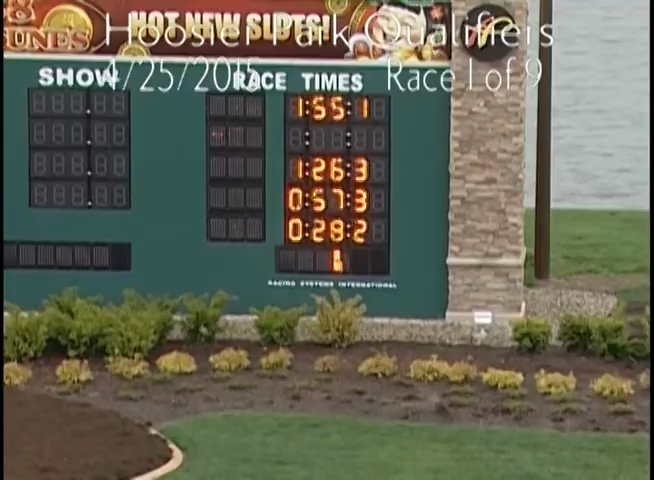 HOT NEW SLOTS!
Hoosier Park Qualifiers
4/25/2015 Race 1 of 9
SHOW RACE TIMES
1:55:1
1:26:3
0:57:3
0:28:2
RACING SYSTEMS INTERNATIONAL